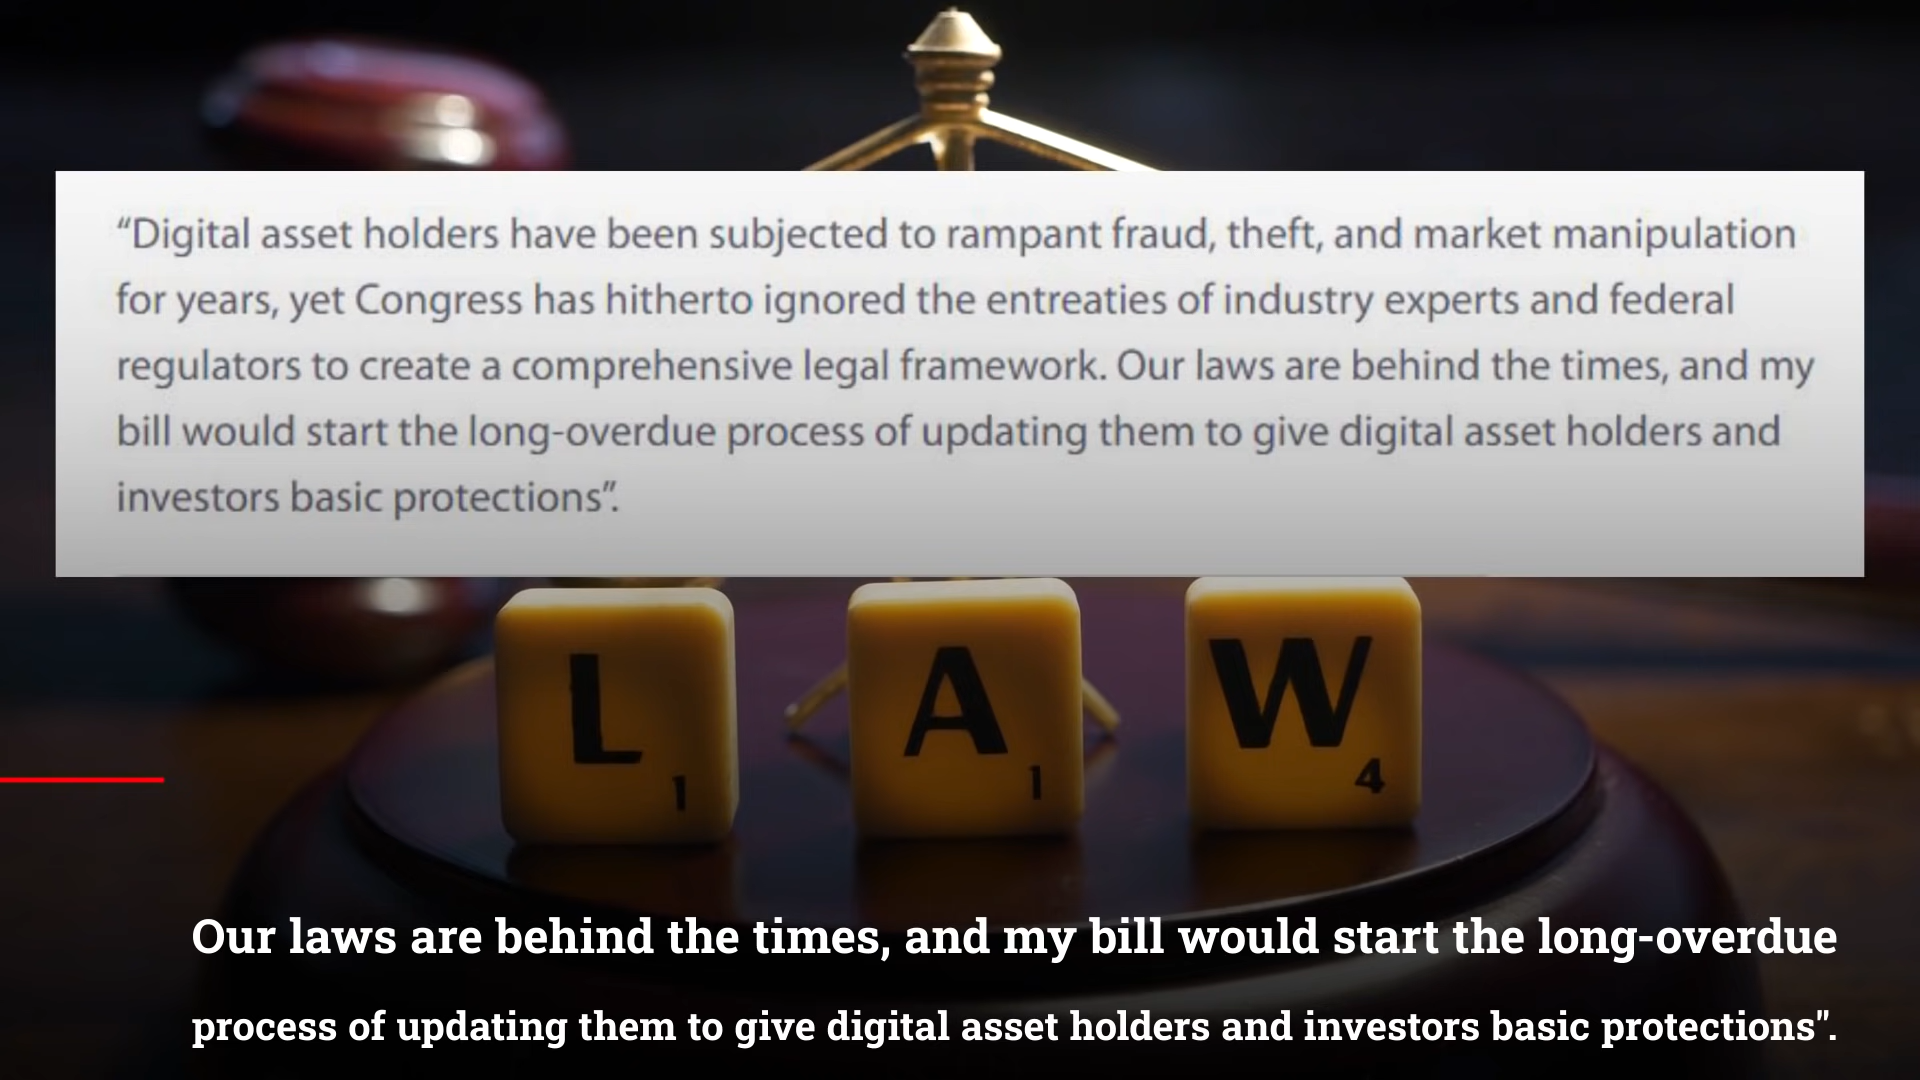 “Digital asset holders have been subjected to rampant fraud, theft, and market manipulation
for years, yet Congress has hitherto ignored the entreaties of industry experts and federal
regulators to create a comprehensive legal framework. Our laws are behind the times, and my
bill would start the long-overdue process of updating them to give digital asset holders and
investors basic protections”.
L 1 A 1 W 4
Our laws are behind the times, and my bill would start the long-overdue
process of updating them to give digital asset holders and investors basic protections".